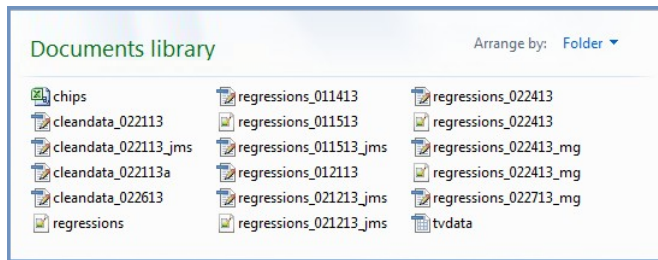 Documents library
Arrange by: Folder
chips
cleandata_022113
cleandata_022113_jms
cleandata_022113a
cleandata_022613
regressions
regressions_011413
regressions_011513
regressions_011513_jms
regressions_012113
regressions_021213_jms
regressions_021213_jms
regressions_022413
regressions_022413
regressions_022413_mg
regressions_022413_mg
regressions_022713_mg
tvdata